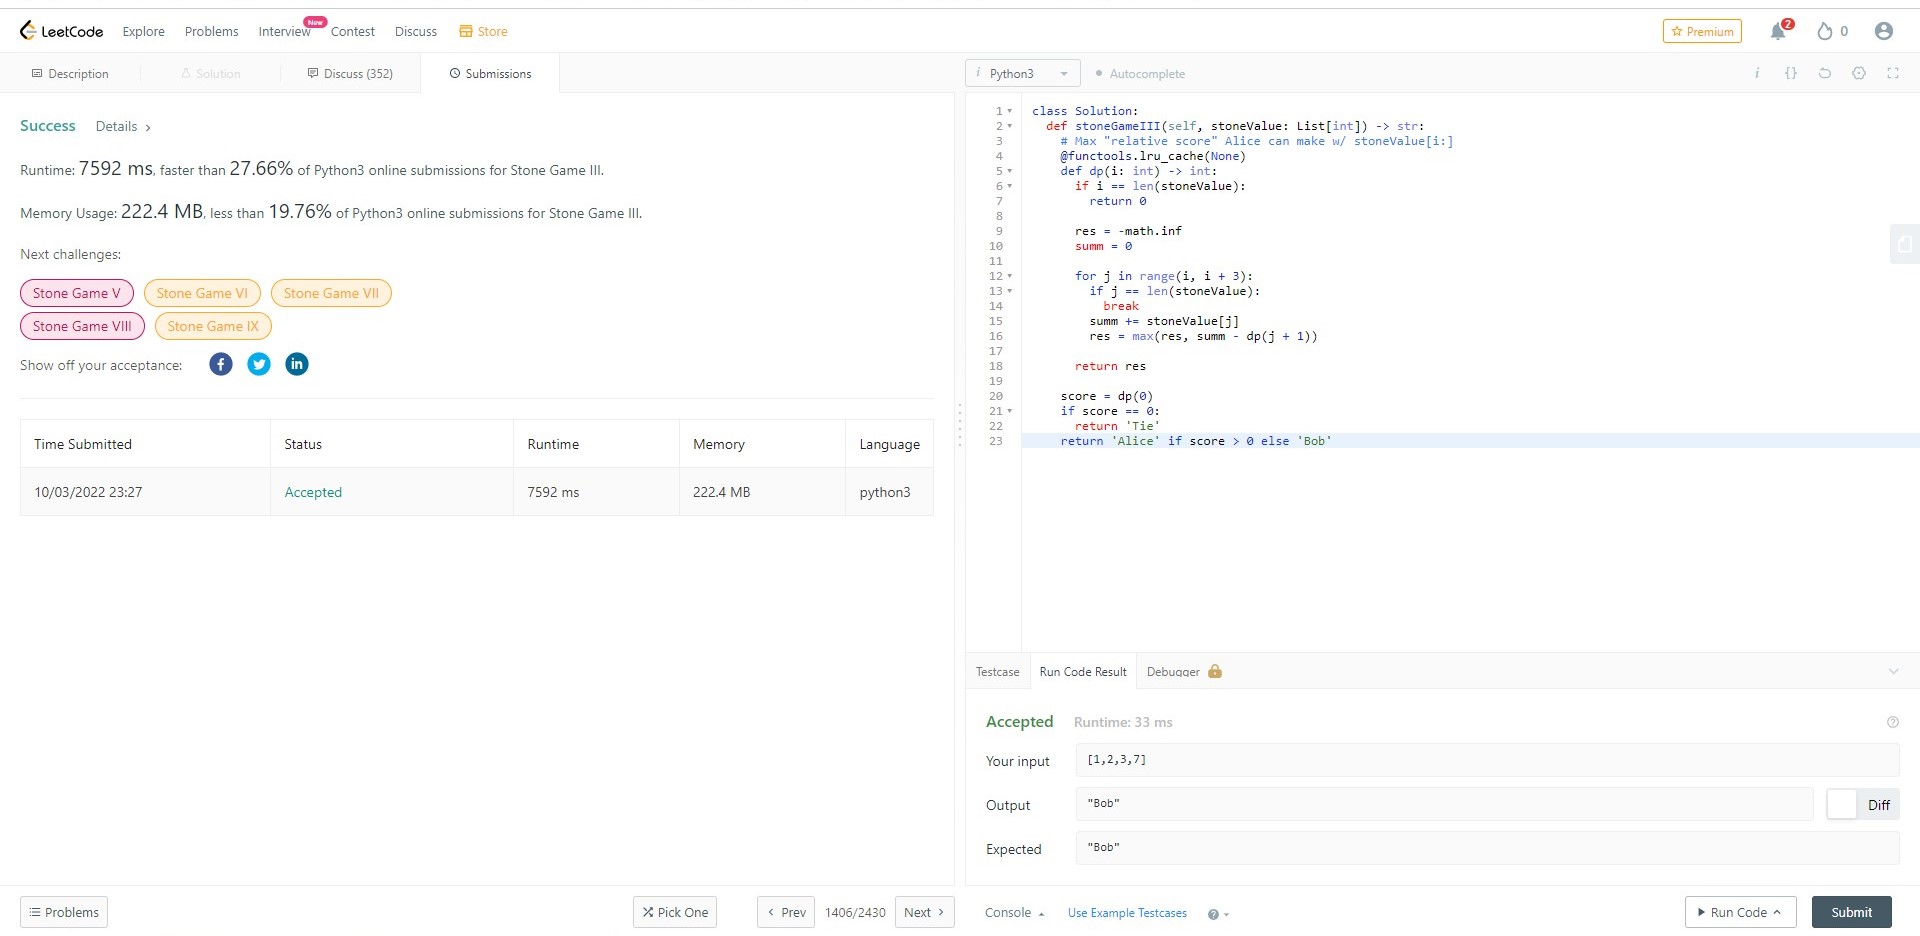 LeetCode Explore Problems Interview New Contest Discuss Store
Premium 2 0
Description Solution Discuss (352) Submissions
Success Details >
Runtime: 7592 ms, faster than 27.66% of Python3 online submissions for Stone Game III.
Memory Usage: 222.4 MB, less than 19.76% of Python3 online submissions for Stone Game III.
Next challenges:
Stone Game V Stone Game VI Stone Game VII
Stone Game VIII Stone Game IX
Show off your acceptance:
Time Submitted Status Runtime Memory Language
10/03/2022 23:27 Accepted 7592 ms 222.4 MB python3
Problems Pick One < Prev 1406/2430 Next >
i Python3 Autocomplete i {}
1 class Solution:
2   def stoneGameIII(self, stoneValue: List[int]) -> str:
3     # Max "relative score" Alice can make w/ stoneValue[i:]
4     @functools.lru_cache(None)
5     def dp(i: int) -> int:
6       if i == len(stoneValue):
7         return 0
8
9       res = -math.inf
10       summ = 0
11
12       for j in range(i, i + 3):
13         if j == len(stoneValue):
14           break
15         summ += stoneValue[j]
16         res = max(res, summ - dp(j + 1))
17
18       return res
19
20     score = dp(0)
21     if score == 0:
22       return 'Tie'
23     return 'Alice' if score > 0 else 'Bob'
Testcase Run Code Result Debugger
Accepted Runtime: 33 ms ?
Your input [1,2,3,7]
Output "Bob" Diff
Expected "Bob"
Console Use Example Testcases ? Run Code Submit